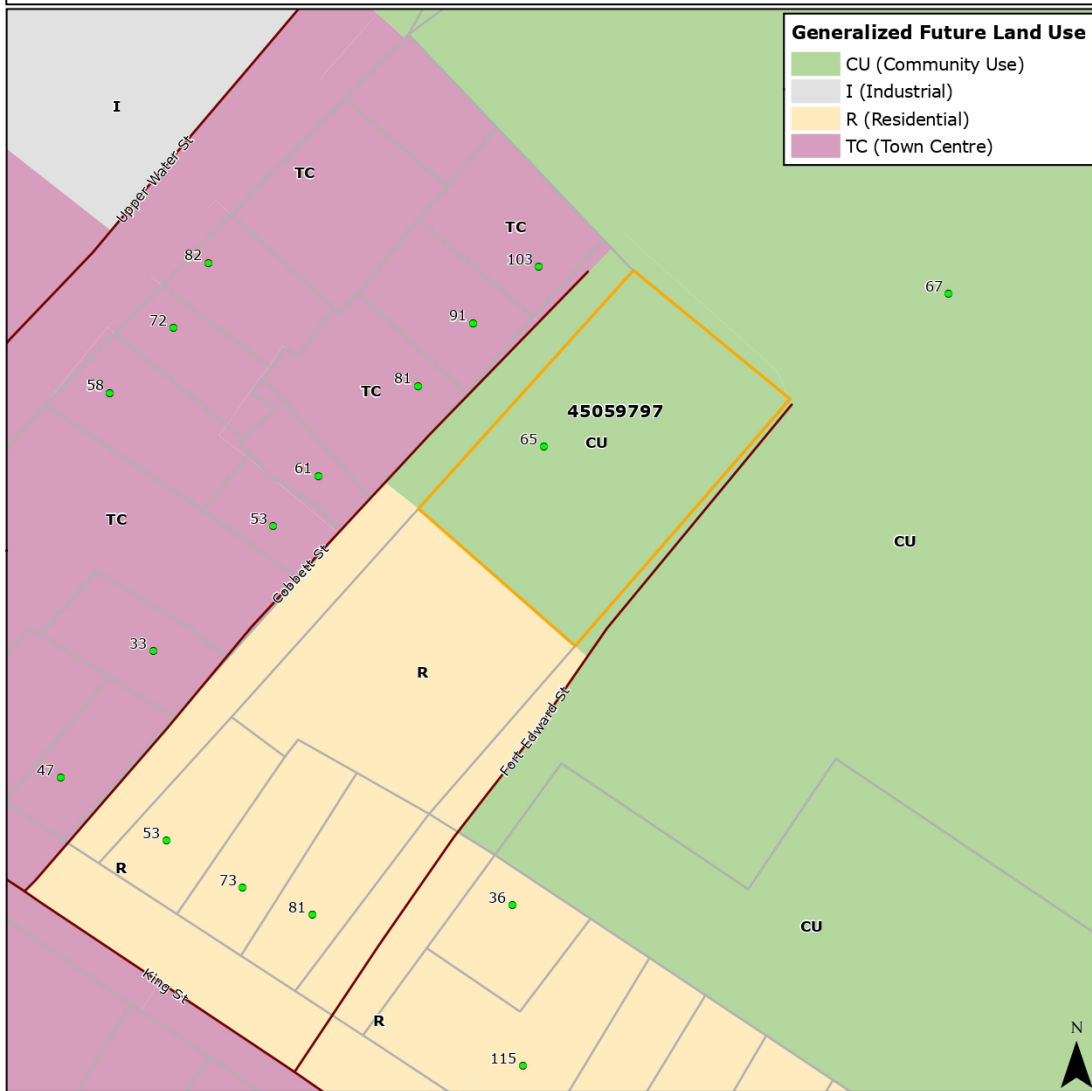 Generalized Future Land Use
CU (Community Use)
I (Industrial)
R (Residential)
TC (Town Centre)
I
Upper Water St
TC
TC
82
103
67
72
91
58
TC
81
45059797
65
CU
61
TC
53
CU
Cobbett St
33
R
Fort Edward St
47
53
R
73
81
36
CU
King St
R
115
N